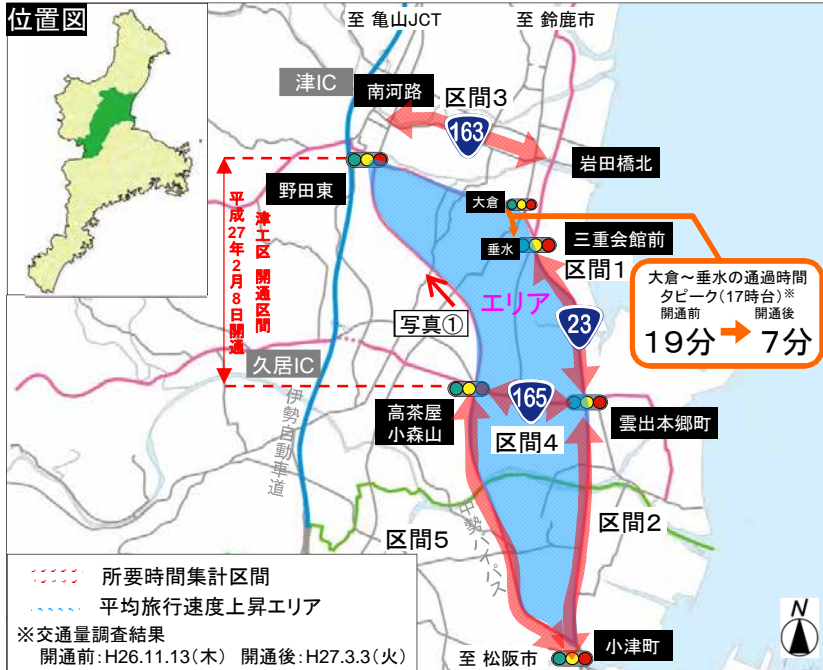 位置図
至 亀山JCT
至 鈴鹿市
津IC
南河路
区間3
163
岩田橋北
野田東
大倉
垂水
三重会館前
区間1
大倉～垂水の通過時間
タピーク(17時台)※
開通前
開通後
19分
7分
津工区 開通区間
平成27年2月8日開通
エリア
写真①
23
久居IC
伊勢自動車道
高茶屋
小森山
165
区間4
雲出本郷町
区間2
区間5
中勢バイパス
所要時間集計区間
平均旅行速度上昇エリア
※交通量調査結果
開通前:H26.11.13(木) 開通後:H27.3.3(火)
至 松阪市
小津町
N